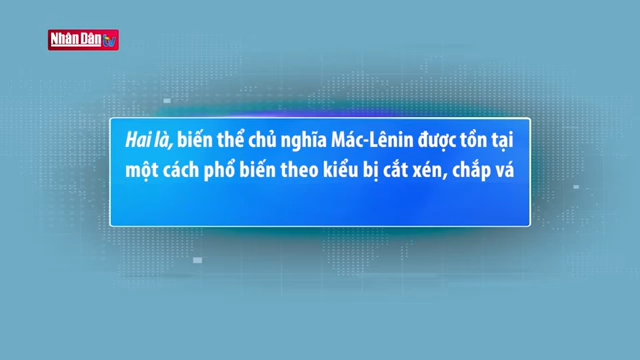 Nhân Dân TV
Hai là, biến thể chủ nghĩa Mác-Lênin được tồn tại
một cách phổ biến theo kiểu bị cắt xén, chắp vá